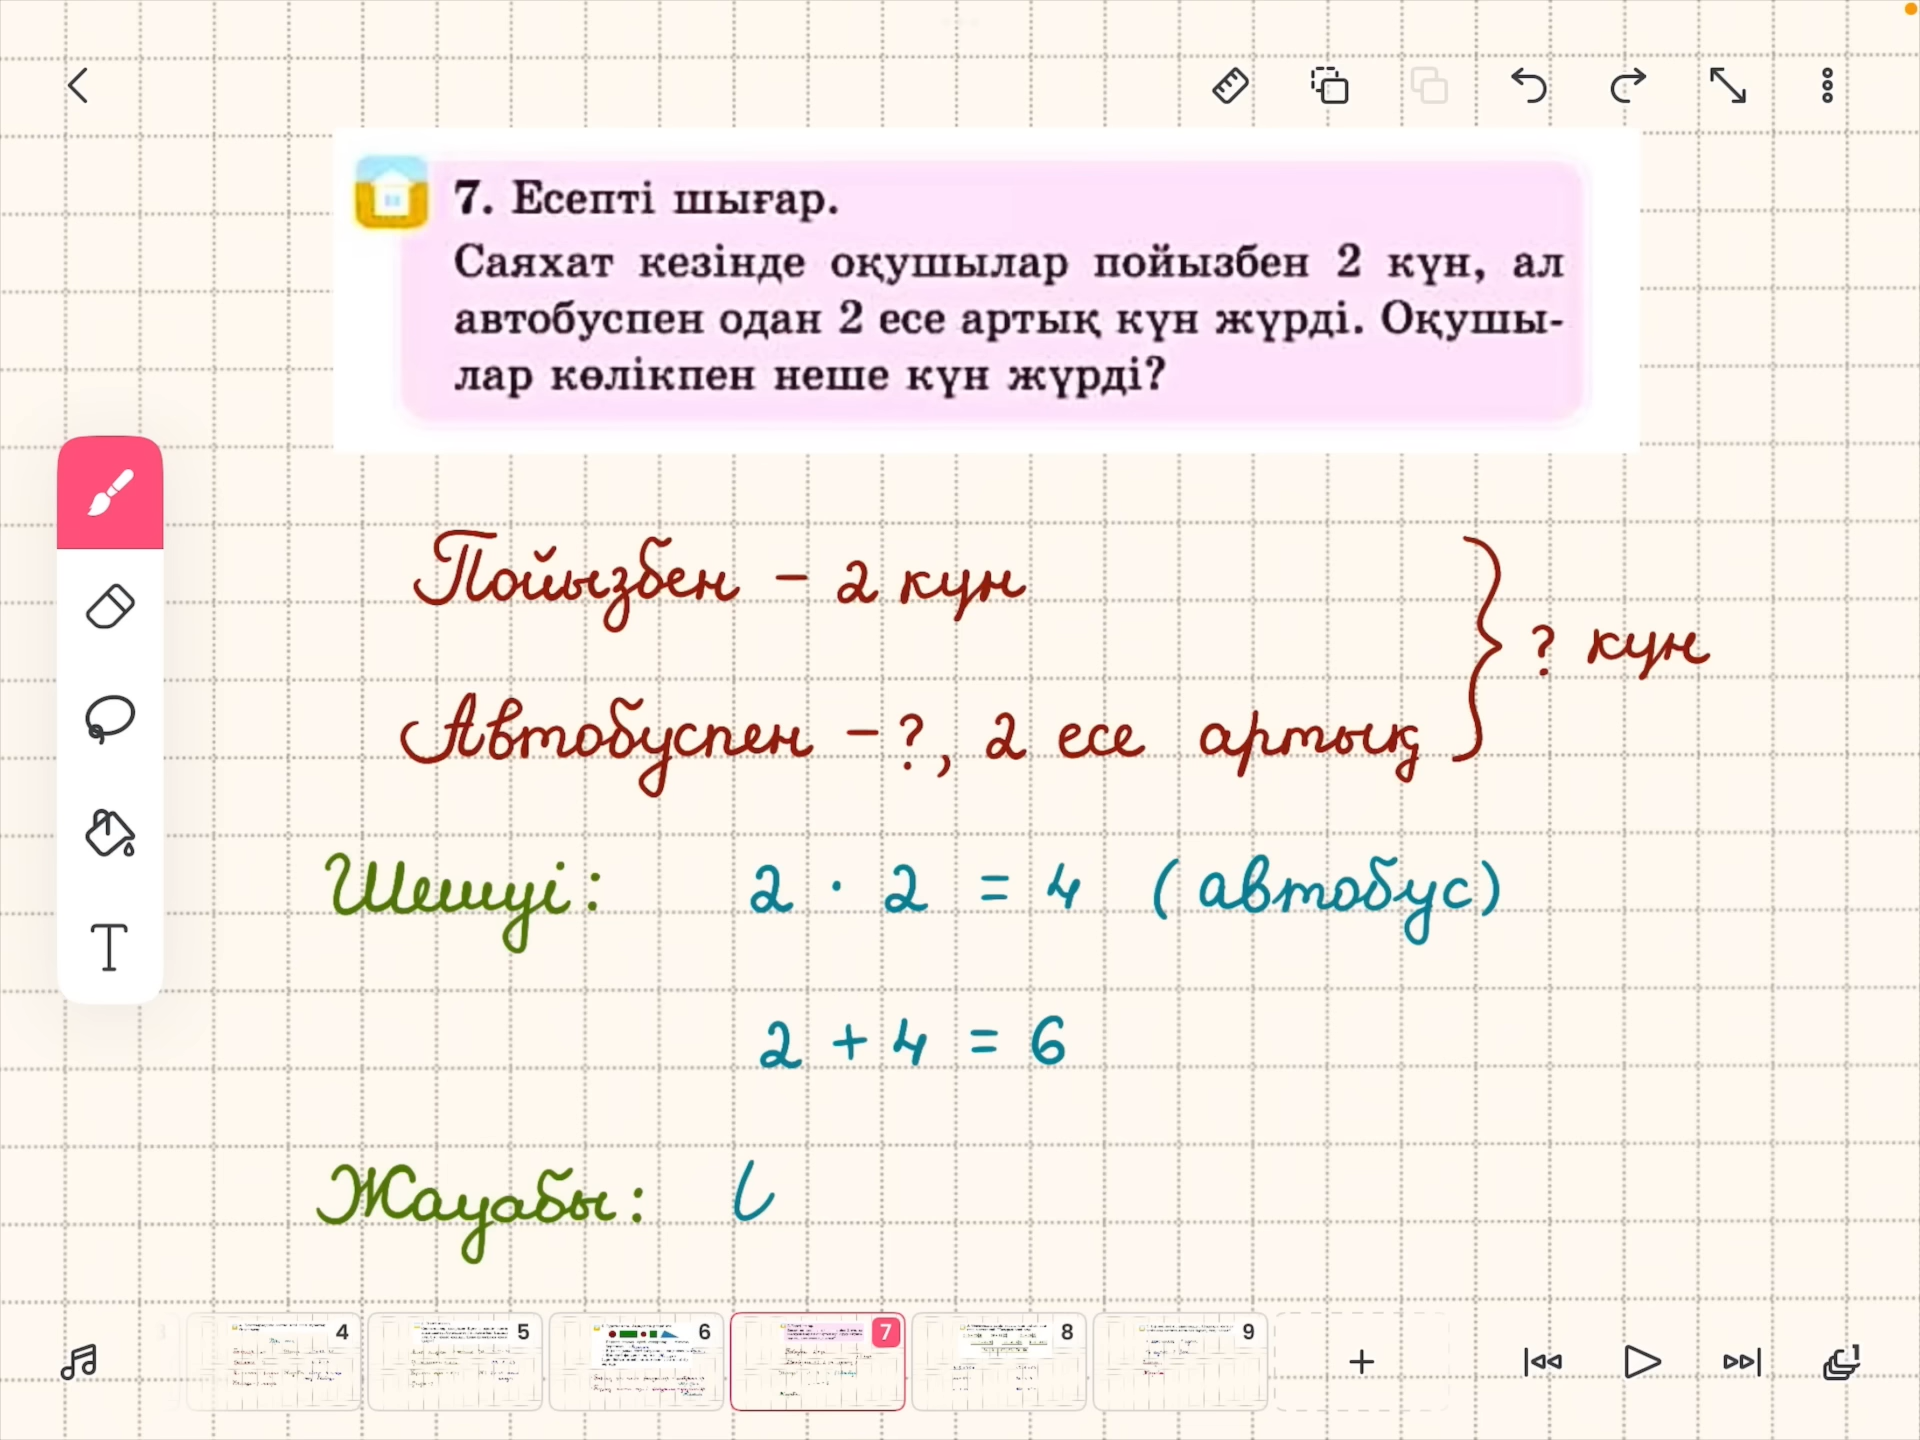 7. Есепті шығар.
Саяхат кезінде оқушылар пойызбен 2 күн, ал
автобуспен одан 2 есе артық күн жүрді. Оқушы-
лар көлікпен неше күн жүрді?
Пойызбен – 2 күн
? күн
Автобуспен – ?, 2 есе артық
Шешуі: 2 · 2 = 4 (автобус)
2 + 4 = 6
Жауабы:
4 5 6 7 8 9